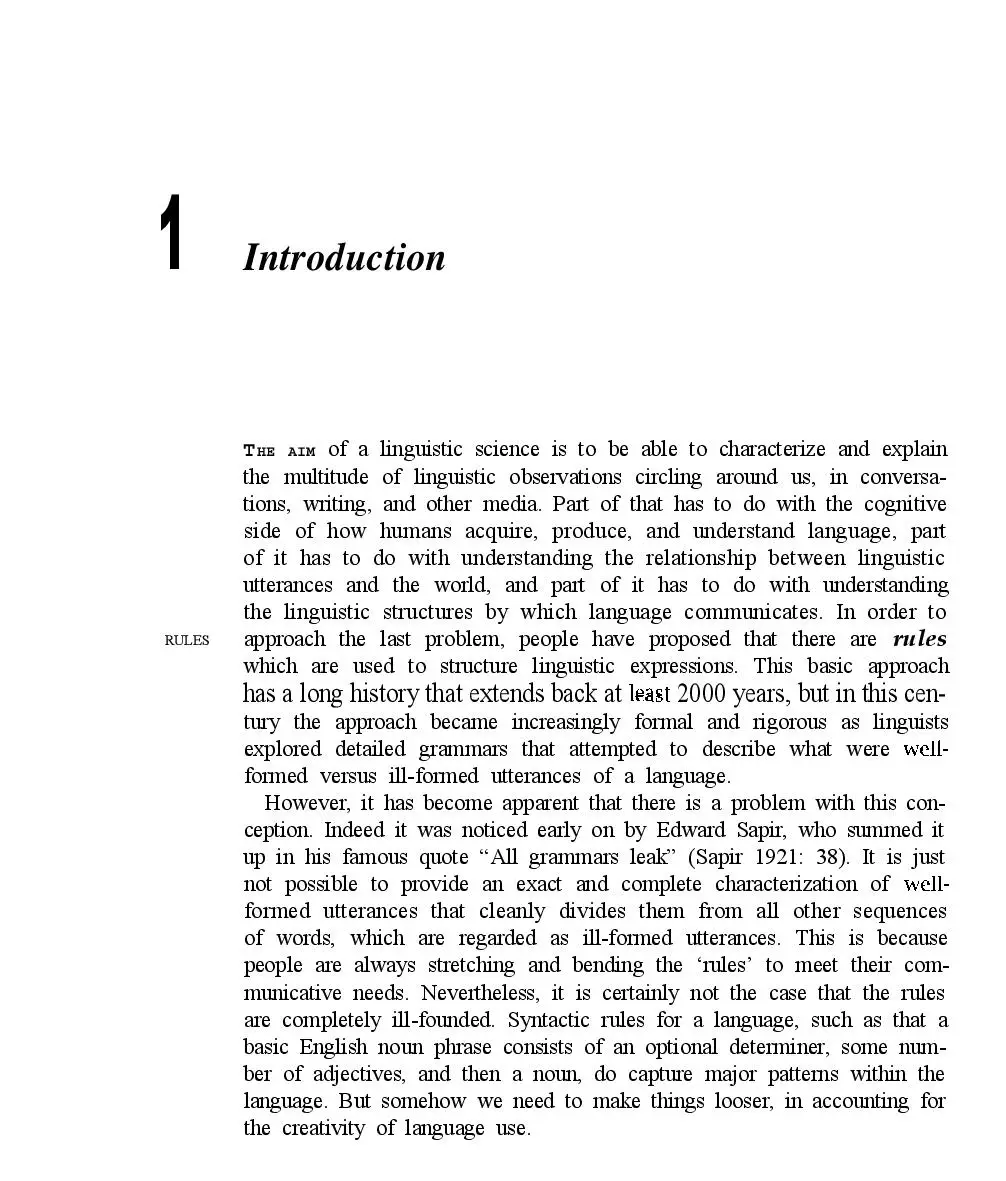 1
Introduction
THE AIM of a linguistic science is to be able to characterize and explain
the multitude of linguistic observations circling around us, in conversa-
tions, writing, and other media. Part of that has to do with the cognitive
side of how humans acquire, produce, and understand language, part
of it has to do with understanding the relationship between linguistic
utterances and the world, and part of it has to do with understanding
the linguistic structures by which language communicates. In order to
RULES
approach the last problem, people have proposed that there are rules
which are used to structure linguistic expressions. This basic approach
has a long history that extends back at least 2000 years, but in this cen-
tury the approach became increasingly formal and rigorous as linguists
explored detailed grammars that attempted to describe what were well-
formed versus ill-formed utterances of a language.
However, it has become apparent that there is a problem with this con-
ception. Indeed it was noticed early on by Edward Sapir, who summed it
up in his famous quote “All grammars leak” (Sapir 1921: 38). It is just
not possible to provide an exact and complete characterization of well-
formed utterances that cleanly divides them from all other sequences
of words, which are regarded as ill-formed utterances. This is because
people are always stretching and bending the ‘rules’ to meet their com-
municative needs. Nevertheless, it is certainly not the case that the rules
are completely ill-founded. Syntactic rules for a language, such as that a
basic English noun phrase consists of an optional determiner, some num-
ber of adjectives, and then a noun, do capture major patterns within the
language. But somehow we need to make things looser, in accounting for
the creativity of language use.